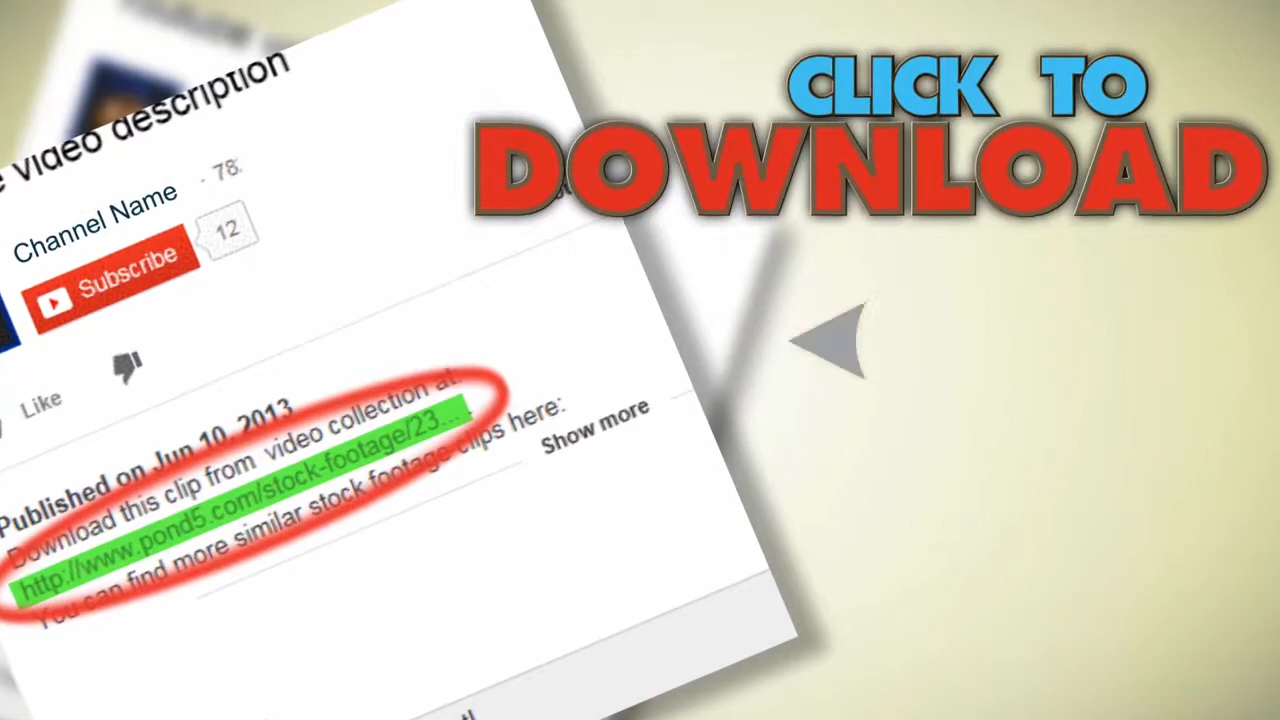 CLICK TO
DOWNLOAD
video description
Channel Name
78
Subscribe
12
Like
Published on Jun 10, 2013
Download this clip from video collection at
http://www.pond5.com/stock-footage/23... -
You can find more similar stock footage clips here:
Show more